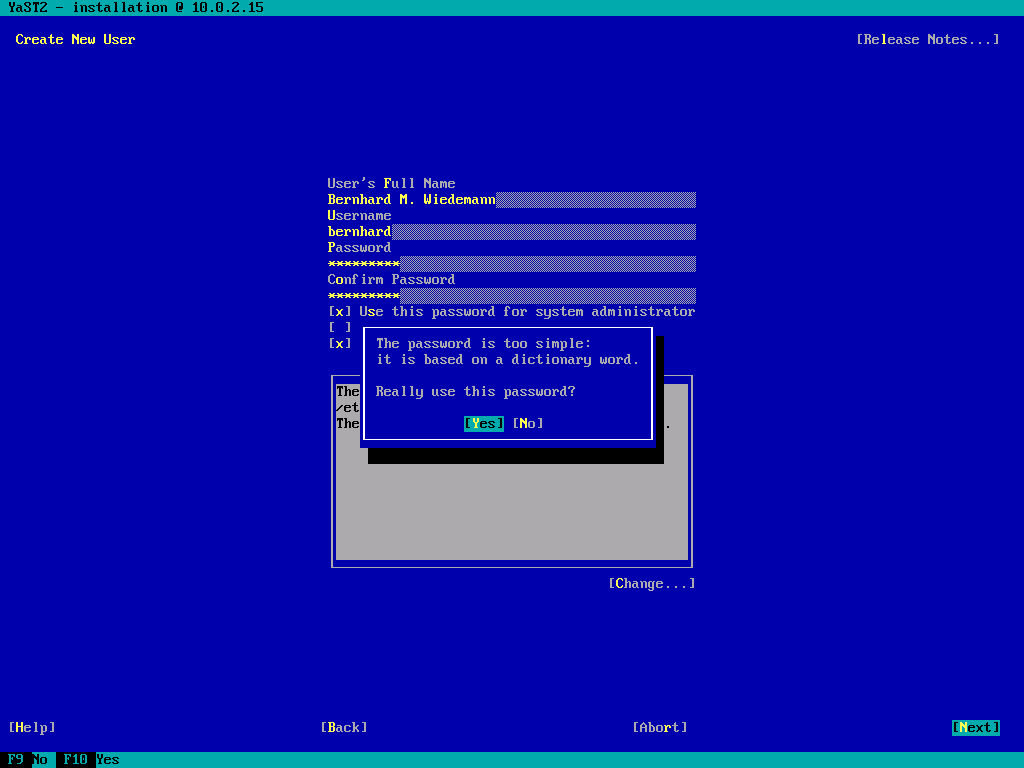 YaST2 - installation @ 10.0.2.15
Create New User [Release Notes...]
User's Full Name
Bernhard M. Wiedemann
Username
bernhard
Password
*********
Confirm Password
*********
[x] Use this password for system administrator
[ ]
[x]
The password is too simple:
it is based on a dictionary word.
Really use this password?
[Yes] [No]
The
/et
The .
[Change...]
[Help] [Back] [Abort] [Next]
F9 No F10 Yes